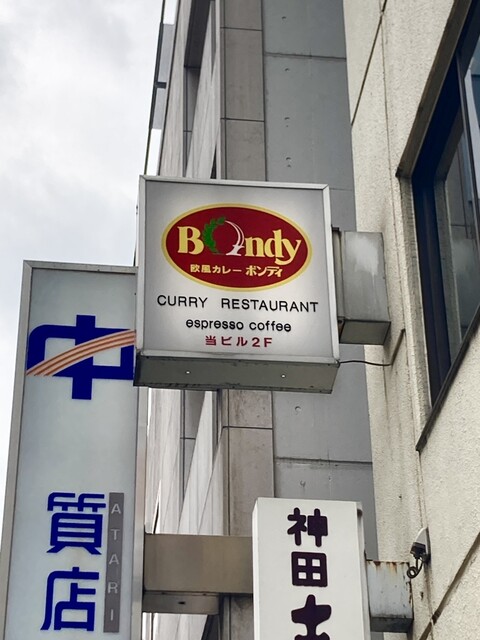 Bondy
欧風カレー ボンディ
CURRY RESTAURANT
espresso coffee
当ビル2F
中
質店
ATARI
神田